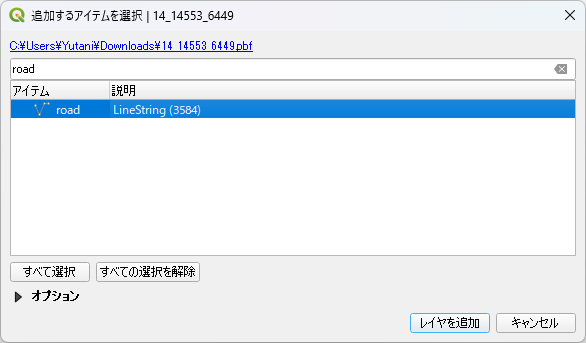 追加するアイテムを選択 | 14_14553_6449
C:¥Users¥Yutani¥Downloads¥14_14553_6449.pbf
road
アイテム 説明
road LineString (3584)
すべて選択 すべての選択を解除
オプション
レイヤを追加 キャンセル